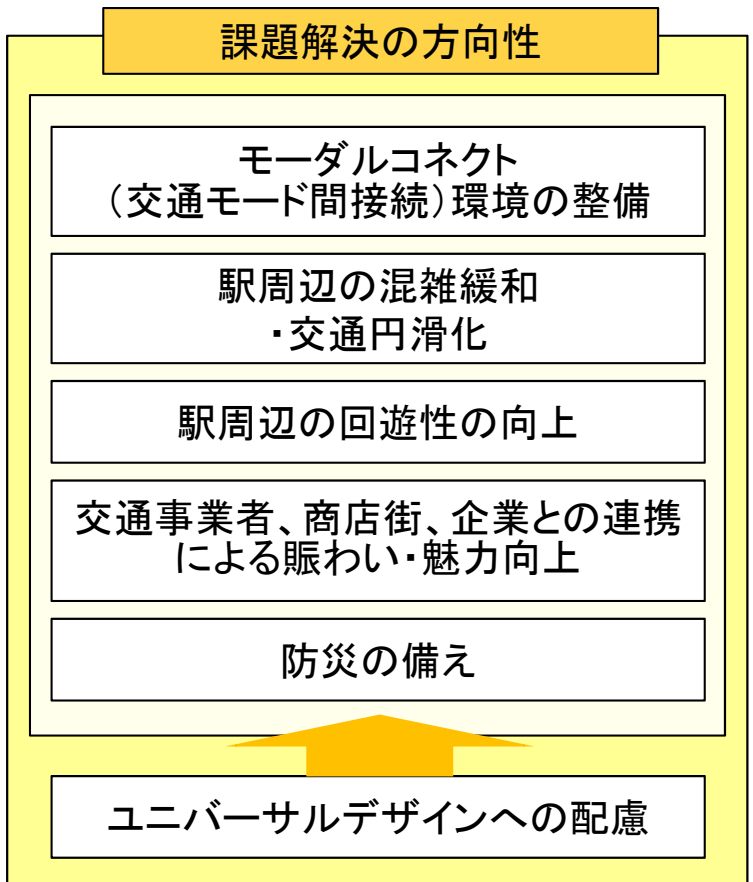 課題解決の方向性
モーダルコネクト
（交通モード間接続）環境の整備
駅周辺の混雑緩和
・交通円滑化
駅周辺の回遊性の向上
交通事業者、商店街、企業との連携
による賑わい・魅力向上
防災の備え
ユニバーサルデザインへの配慮